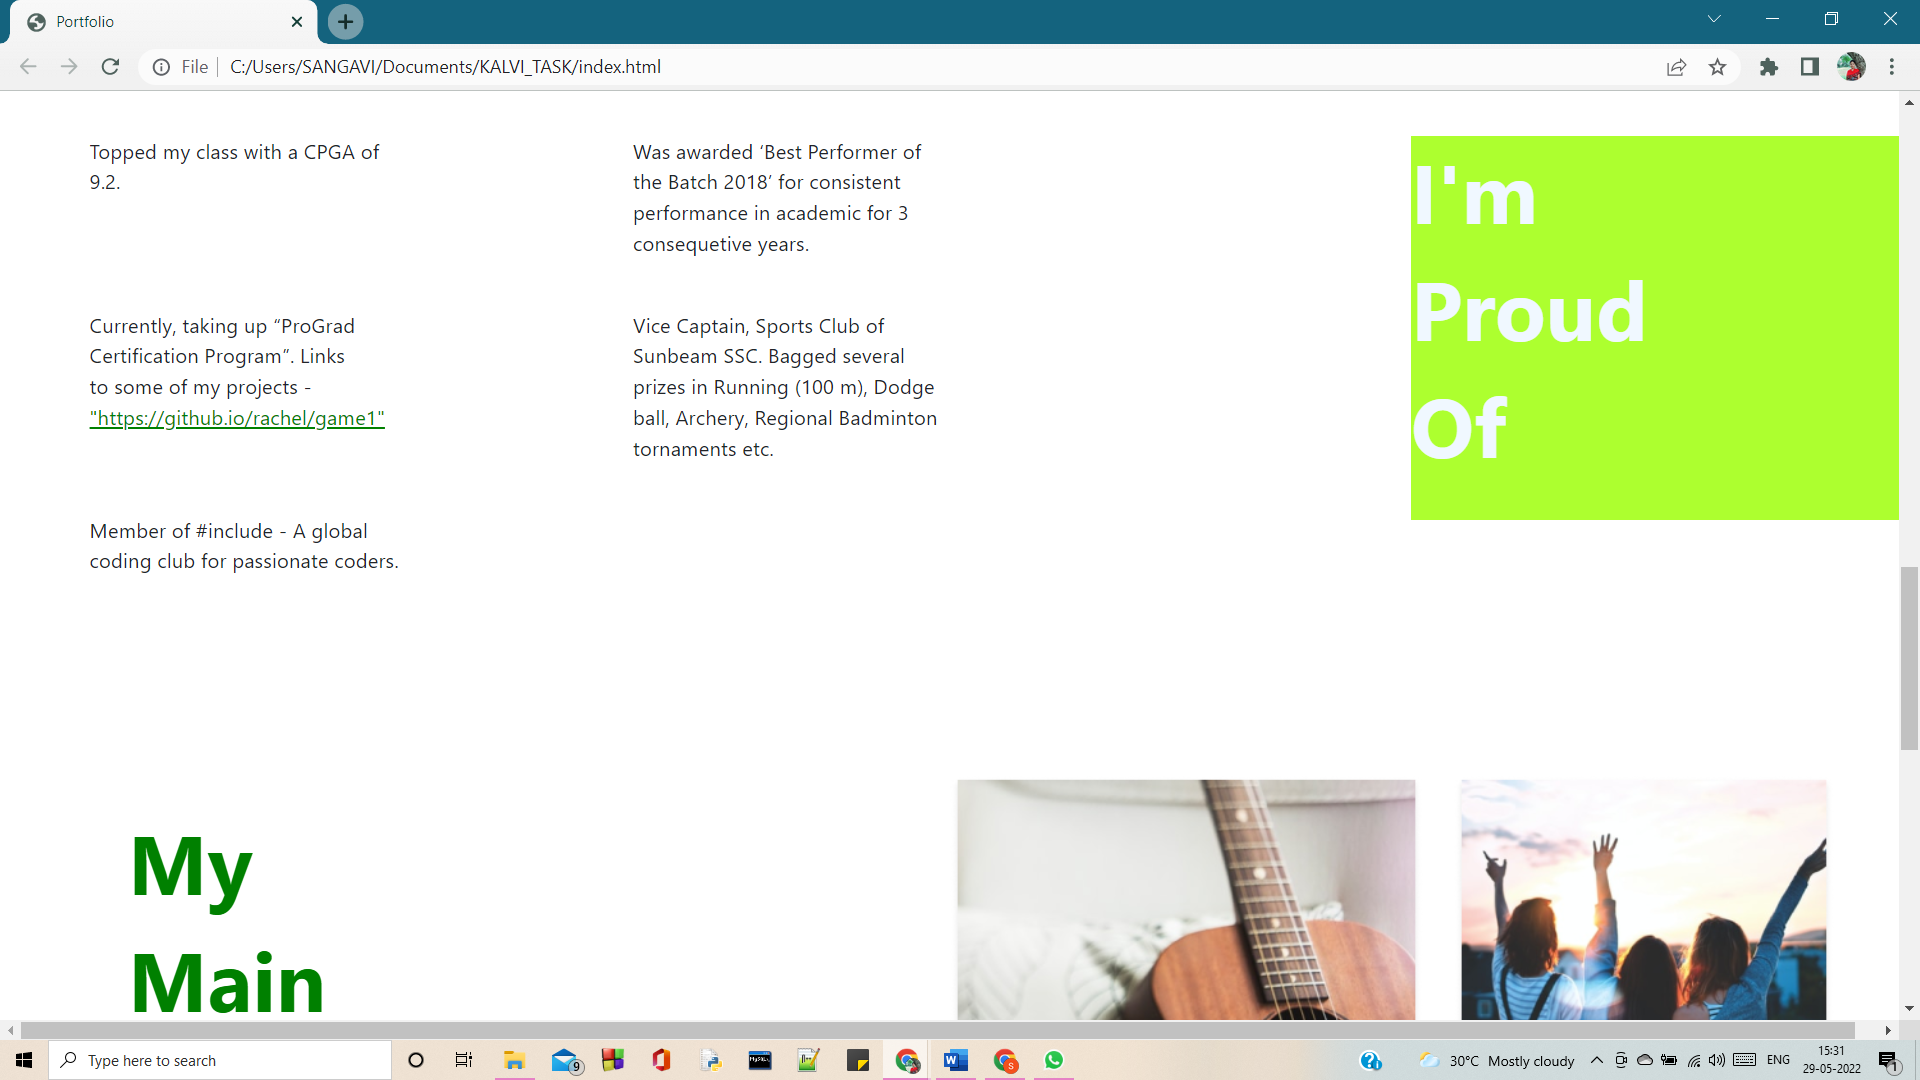 Portfolio
File
C:/Users/SANGAVI/Documents/KALVI_TASK/index.html
Topped my class with a CPGA of
9.2.
Was awarded ‘Best Performer of
the Batch 2018’ for consistent
performance in academic for 3
consequetive years.
Currently, taking up “ProGrad
Certification Program”. Links
to some of my projects -
"https://github.io/rachel/game1"
Vice Captain, Sports Club of
Sunbeam SSC. Bagged several
prizes in Running (100 m), Dodge
ball, Archery, Regional Badminton
tornaments etc.
Member of #include - A global
coding club for passionate coders.
I'm
Proud
Of
My
Main
Type here to search
9
30°C Mostly cloudy
ENG
15:31
29-05-2022
1